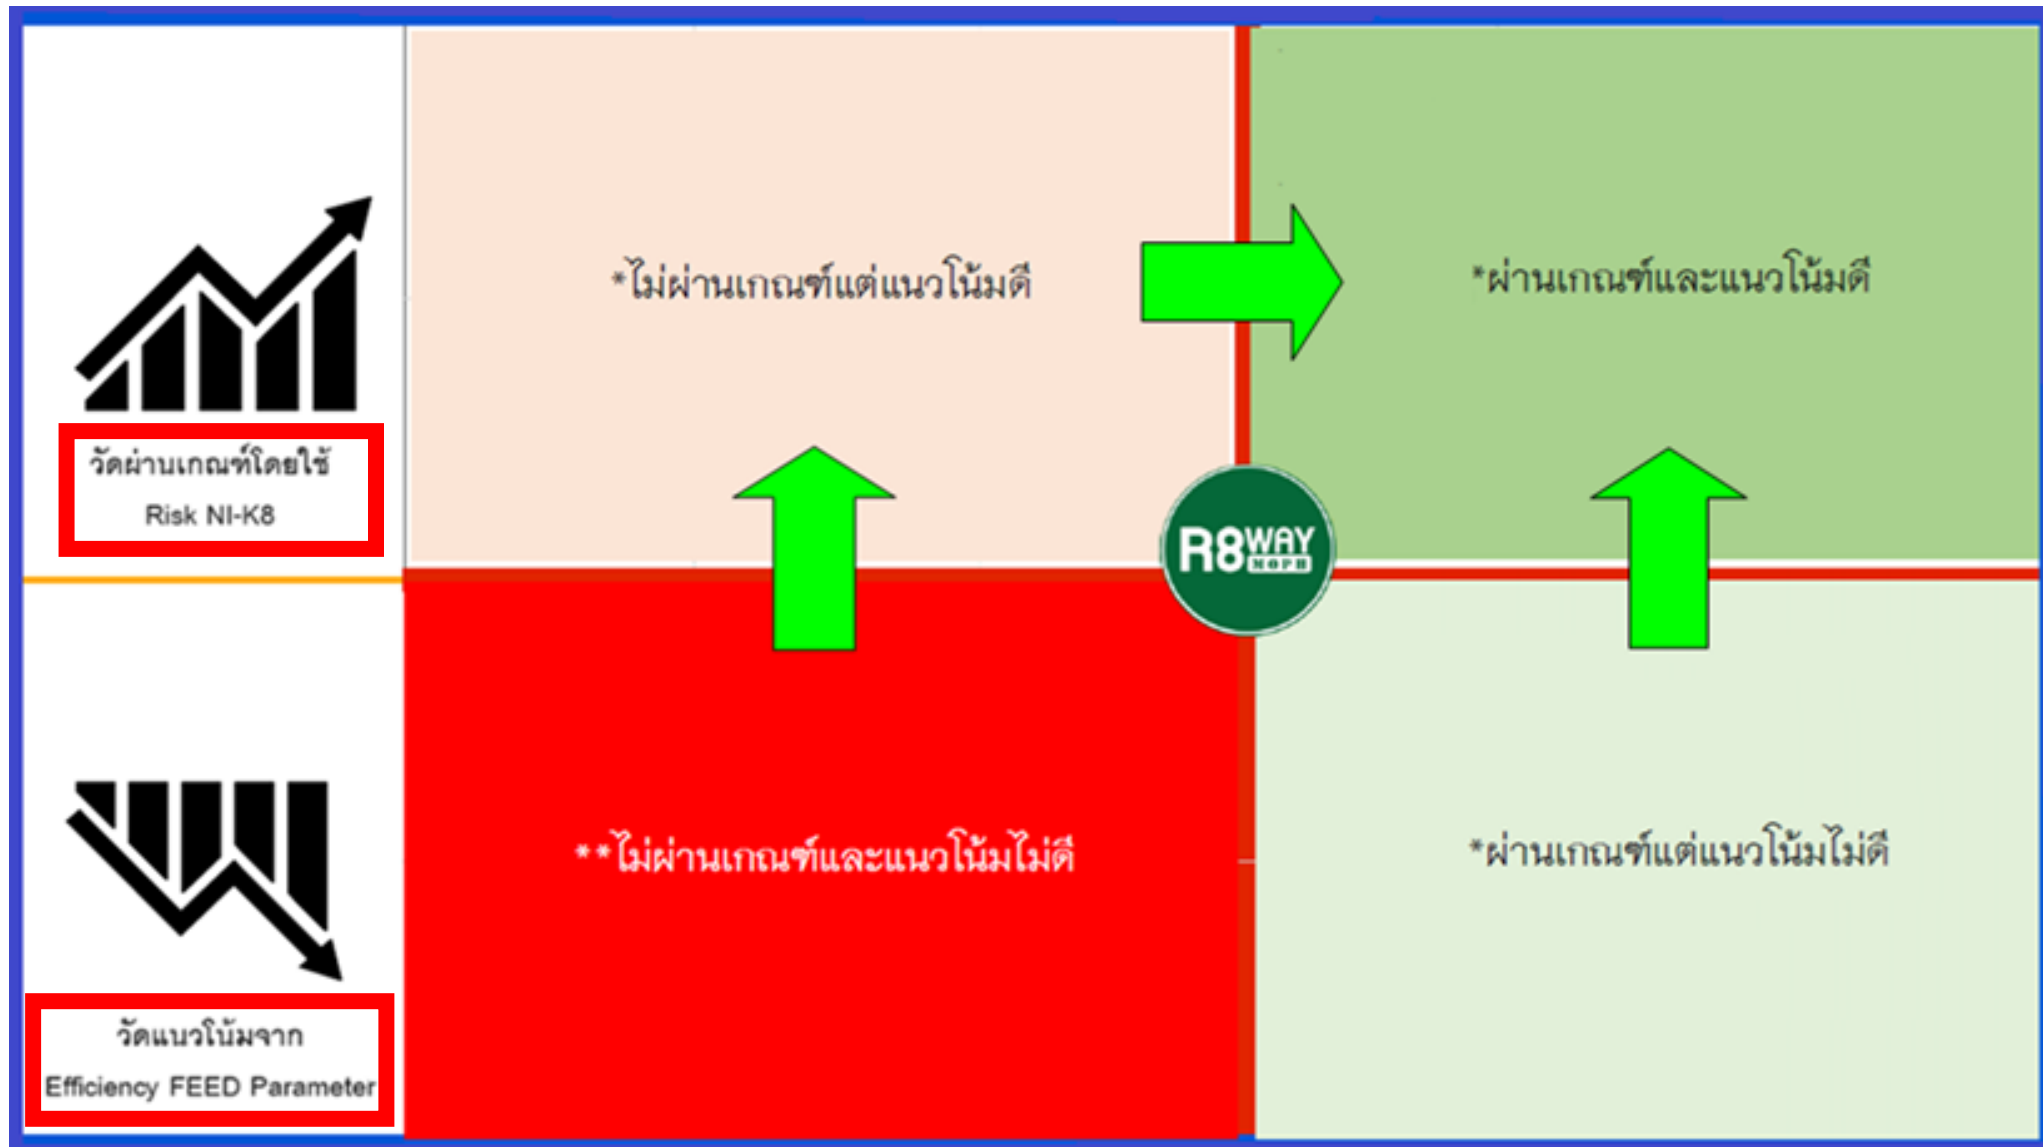 *ไม่ผ่านเกณฑ์แต่แนวโน้มดี
*ผ่านเกณฑ์และแนวโน้มดี
วัดผ่านเกณฑ์โดยใช้
Risk NI-K8
R8WAY
MOPH
**ไม่ผ่านเกณฑ์และแนวโน้มไม่ดี
*ผ่านเกณฑ์แต่แนวโน้มไม่ดี
วัดแนวโน้มจาก
Efficiency FEED Parameter